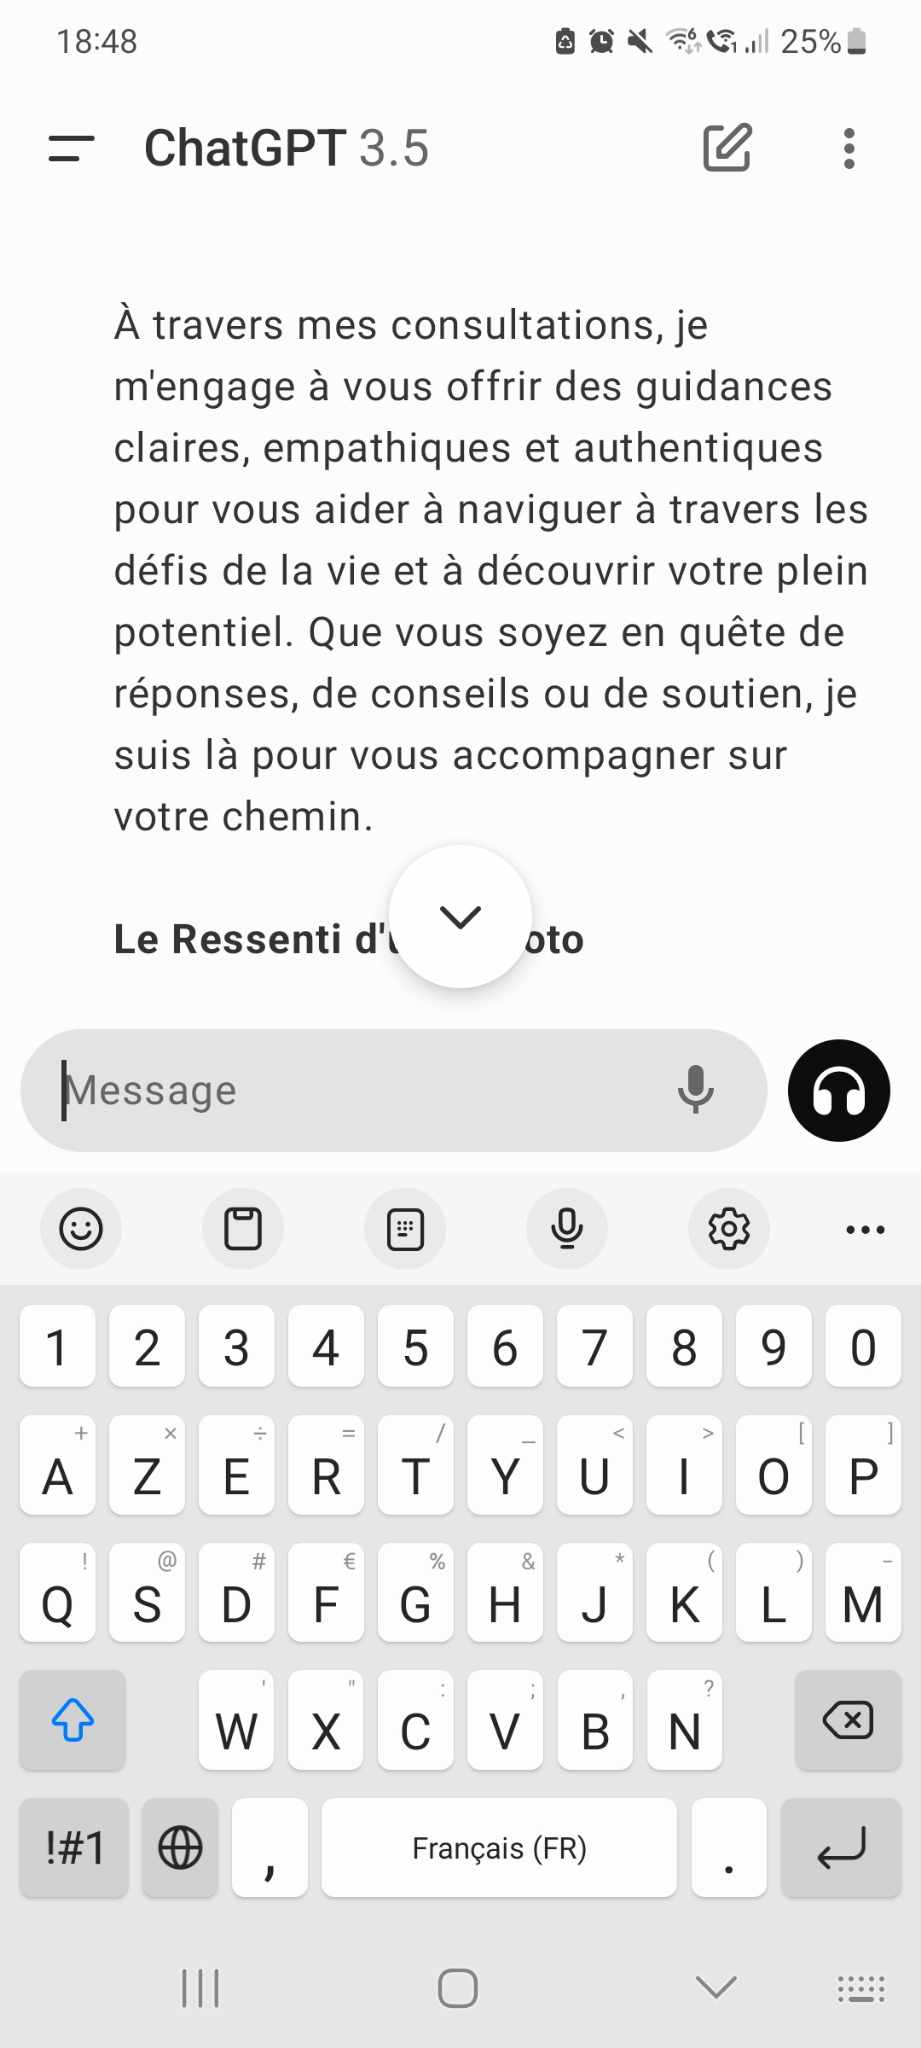 18:48 6 1 25%
ChatGPT 3.5
À travers mes consultations, je
m'engage à vous offrir des guidances
claires, empathiques et authentiques
pour vous aider à naviguer à travers les
défis de la vie et à découvrir votre plein
potentiel. Que vous soyez en quête de
réponses, de conseils ou de soutien, je
suis là pour vous accompagner sur
votre chemin.
Le Ressenti
Message
1 2 3 4 5 6 7 8 9 0
+ × ÷ = / _ < > [ ]
A Z E R T Y U I O P
! @ # € % & * ( ) -
Q S D F G H J K L M
' " : ; , ?
W X C V B N
!#1 , Français (FR) .